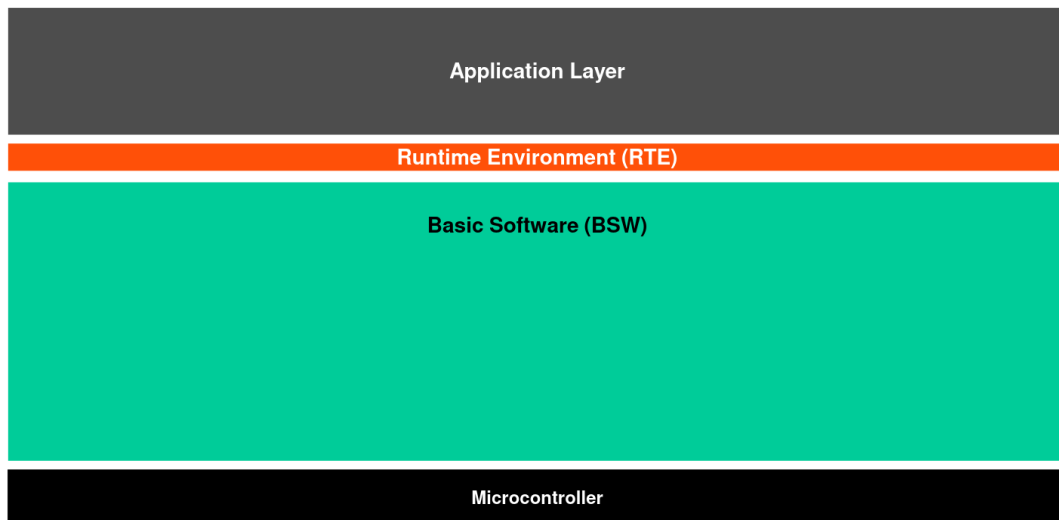 Application Layer
Runtime Environment (RTE)
Basic Software (BSW)
Microcontroller